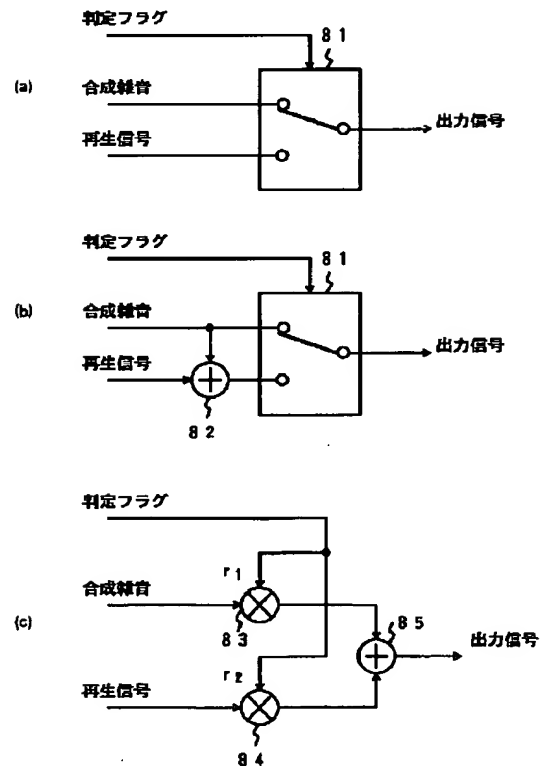 判定フラグ
81
(a)
合成雑音
出力信号
再生信号
判定フラグ
81
(b)
合成雑音
出力信号
再生信号
82
判定フラグ
r1
合成雑音
83
85
(c)
出力信号
r2
再生信号
84